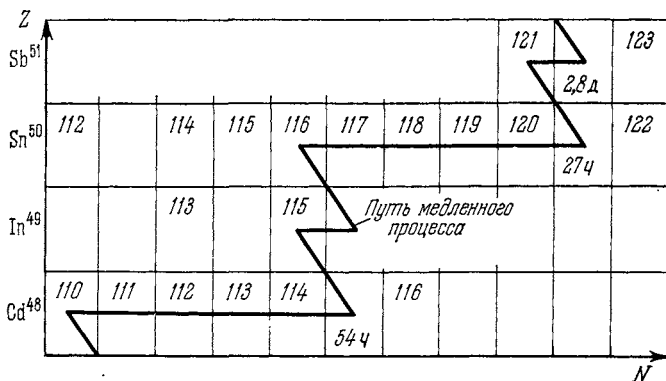 Z
Sb⁵¹ 121 123
2,8 д
Sn⁵⁰ 112 114 115 116 117 118 119 120 122
27 ч
In⁴⁹ 113 115 Путь медленного
процесса
Cd⁴⁸ 110 111 112 113 114 116
54 ч
N